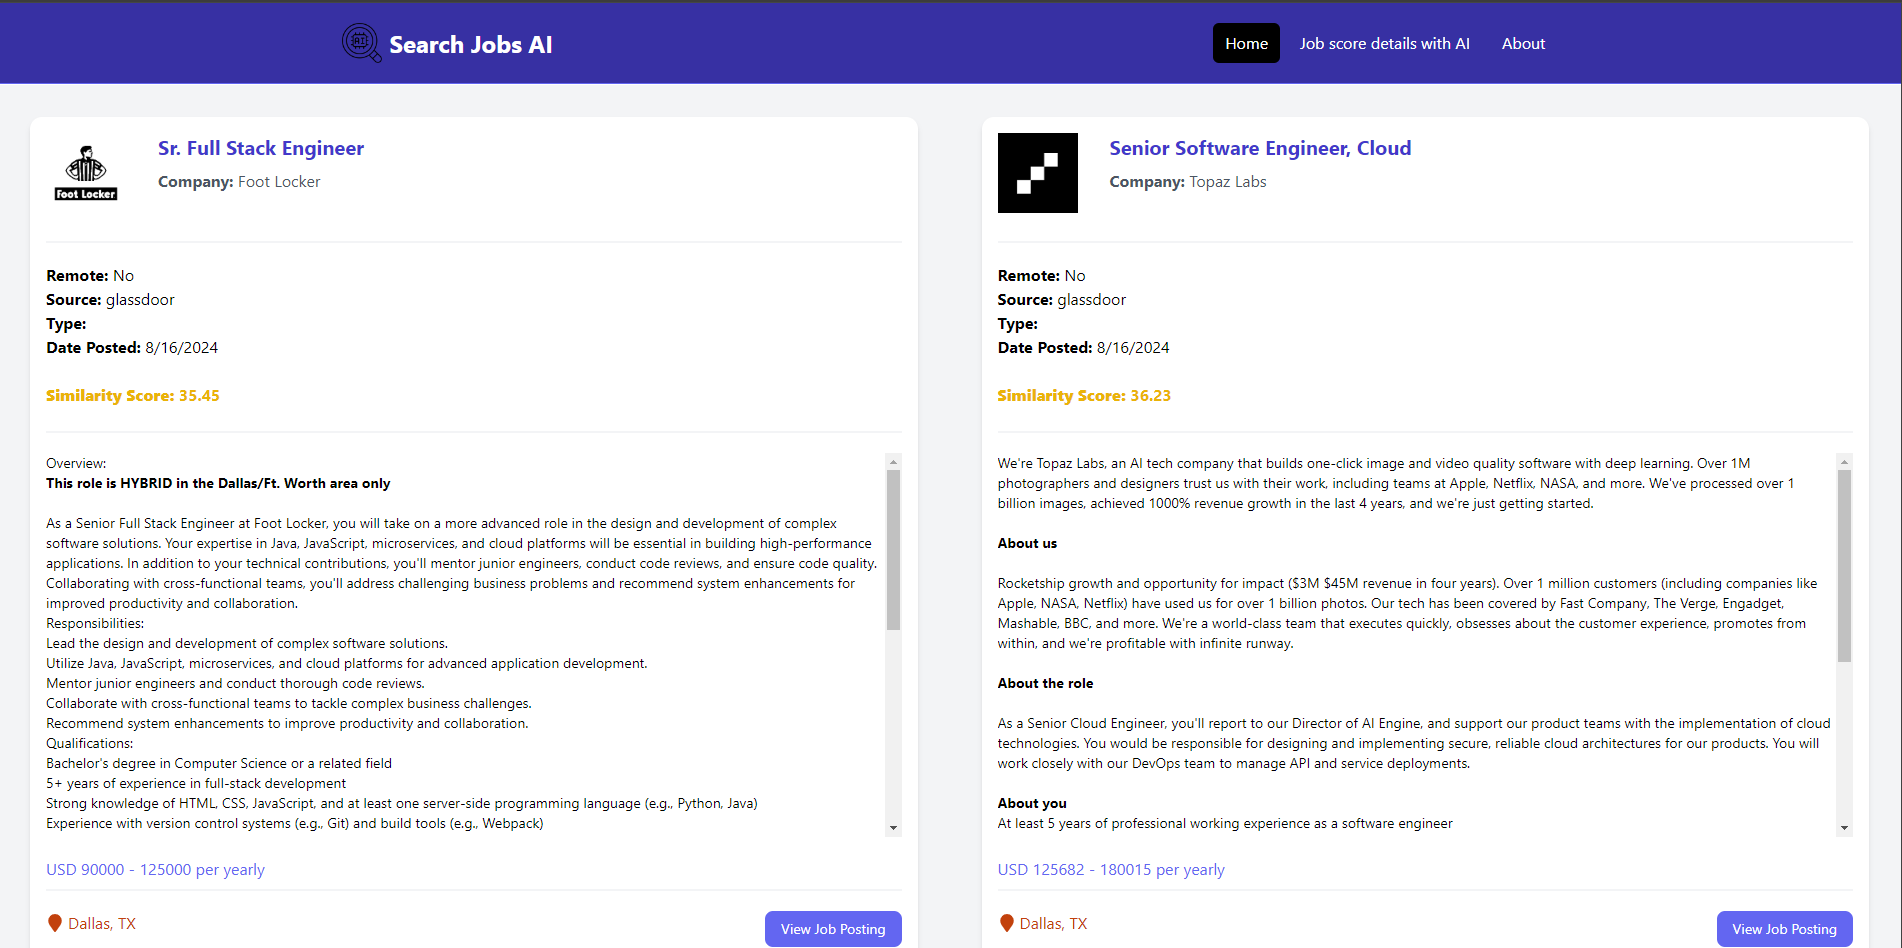 AI
Search Jobs AI
Home
Job score details with AI
About
Foot Locker
Sr. Full Stack Engineer
Company: Foot Locker
Remote: No
Source: glassdoor
Type:
Date Posted: 8/16/2024
Similarity Score: 35.45
Overview:
This role is HYBRID in the Dallas/Ft. Worth area only
As a Senior Full Stack Engineer at Foot Locker, you will take on a more advanced role in the design and development of complex
software solutions. Your expertise in Java, JavaScript, microservices, and cloud platforms will be essential in building high-performance
applications. In addition to your technical contributions, you'll mentor junior engineers, conduct code reviews, and ensure code quality.
Collaborating with cross-functional teams, you'll address challenging business problems and recommend system enhancements for
improved productivity and collaboration.
Responsibilities:
Lead the design and development of complex software solutions.
Utilize Java, JavaScript, microservices, and cloud platforms for advanced application development.
Mentor junior engineers and conduct thorough code reviews.
Collaborate with cross-functional teams to tackle complex business challenges.
Recommend system enhancements to improve productivity and collaboration.
Qualifications:
Bachelor's degree in Computer Science or a related field
5+ years of experience in full-stack development
Strong knowledge of HTML, CSS, JavaScript, and at least one server-side programming language (e.g., Python, Java)
Experience with version control systems (e.g., Git) and build tools (e.g., Webpack)
USD 90000 - 125000 per yearly
Dallas, TX
View Job Posting
Senior Software Engineer, Cloud
Company: Topaz Labs
Remote: No
Source: glassdoor
Type:
Date Posted: 8/16/2024
Similarity Score: 36.23
We're Topaz Labs, an AI tech company that builds one-click image and video quality software with deep learning. Over 1M
photographers and designers trust us with their work, including teams at Apple, Netflix, NASA, and more. We've processed over 1
billion images, achieved 1000% revenue growth in the last 4 years, and we're just getting started.
About us
Rocketship growth and opportunity for impact ($3M $45M revenue in four years). Over 1 million customers (including companies like
Apple, NASA, Netflix) have used us for over 1 billion photos. Our tech has been covered by Fast Company, The Verge, Engadget,
Mashable, BBC, and more. We're a world-class team that executes quickly, obsesses about the customer experience, promotes from
within, and we're profitable with infinite runway.
About the role
As a Senior Cloud Engineer, you'll report to our Director of AI Engine, and support our product teams with the implementation of cloud
technologies. You would be responsible for designing and implementing secure, reliable cloud architectures for our products. You will
work closely with our DevOps team to manage API and service deployments.
About you
At least 5 years of professional working experience as a software engineer
USD 125682 - 180015 per yearly
Dallas, TX
View Job Posting